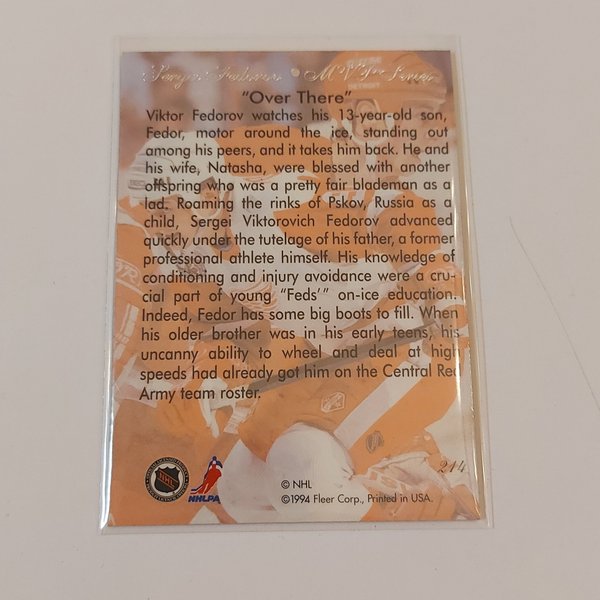 Sergei Fedorov • MVP Series
"Over There"
Viktor Fedorov watches his 13-year-old son,
Fedor, motor around the ice, standing out
among his peers, and it takes him back. He and
his wife, Natasha, were blessed with another
offspring who was a pretty fair blademan as a
lad. Roaming the rinks of Pskov, Russia as a
child, Sergei Viktorovich Fedorov advanced
quickly under the tutelage of his father, a former
professional athlete himself. His knowledge of
conditioning and injury avoidance were a cru-
cial part of young "Feds'" on-ice education.
Indeed, Fedor has some big boots to fill. When
his older brother was in his early teens, his
uncanny ability to wheel and deal at high
speeds had already got him on the Central Red
Army team roster.
214
NHL
NHLPA
© NHL
©1994 Fleer Corp., Printed in USA.